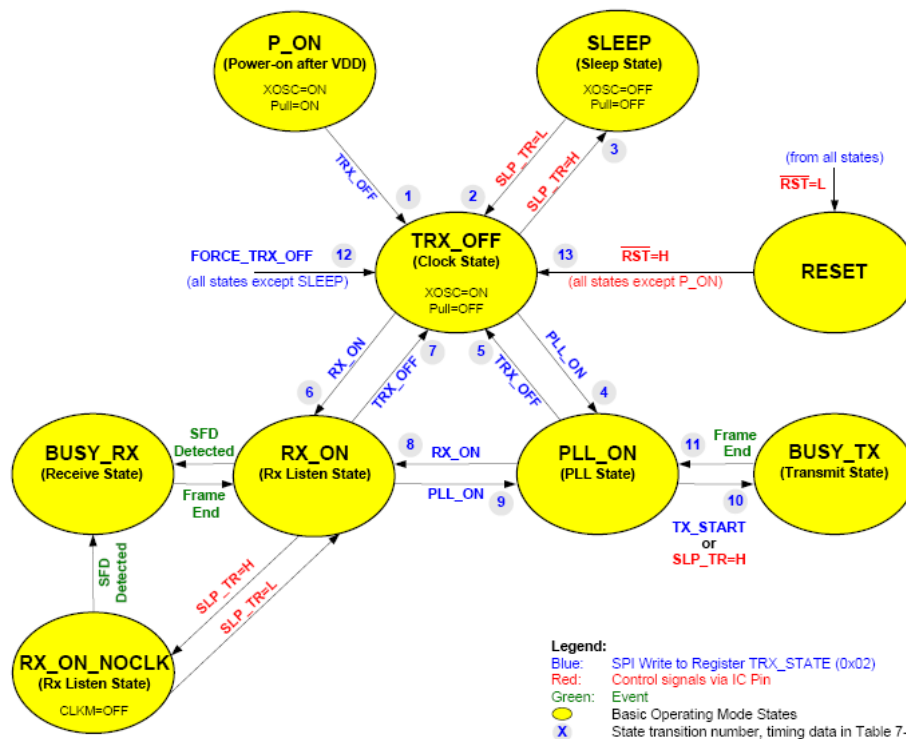 P_ON
(Power-on after VDD)
XOSC=ON
Pull=ON
SLEEP
(Sleep State)
XOSC=OFF
Pull=OFF
TRX_OFF
1
2
SLP_TR=L
SLP_TR=H
3
(from all states)
RST=L
TRX_OFF
(Clock State)
XOSC=ON
Pull=OFF
FORCE_TRX_OFF
12
(all states except SLEEP)
13
RST=H
(all states except P_ON)
RESET
6
RX_ON
TRX_OFF
7
5
TRX_OFF
PLL_ON
4
BUSY_RX
(Receive State)
SFD
Detected
Frame
End
RX_ON
(Rx Listen State)
8
RX_ON
PLL_ON
9
PLL_ON
(PLL State)
11
Frame
End
10
TX_START
or
SLP_TR=H
BUSY_TX
(Transmit State)
SFD
Detected
SLP_TR=H
SLP_TR=L
RX_ON_NOCLK
(Rx Listen State)
CLKM=OFF
Legend:
Blue: SPI Write to Register TRX_STATE (0x02)
Red: Control signals via IC Pin
Green: Event
Basic Operating Mode States
X State transition number, timing data in Table 7-